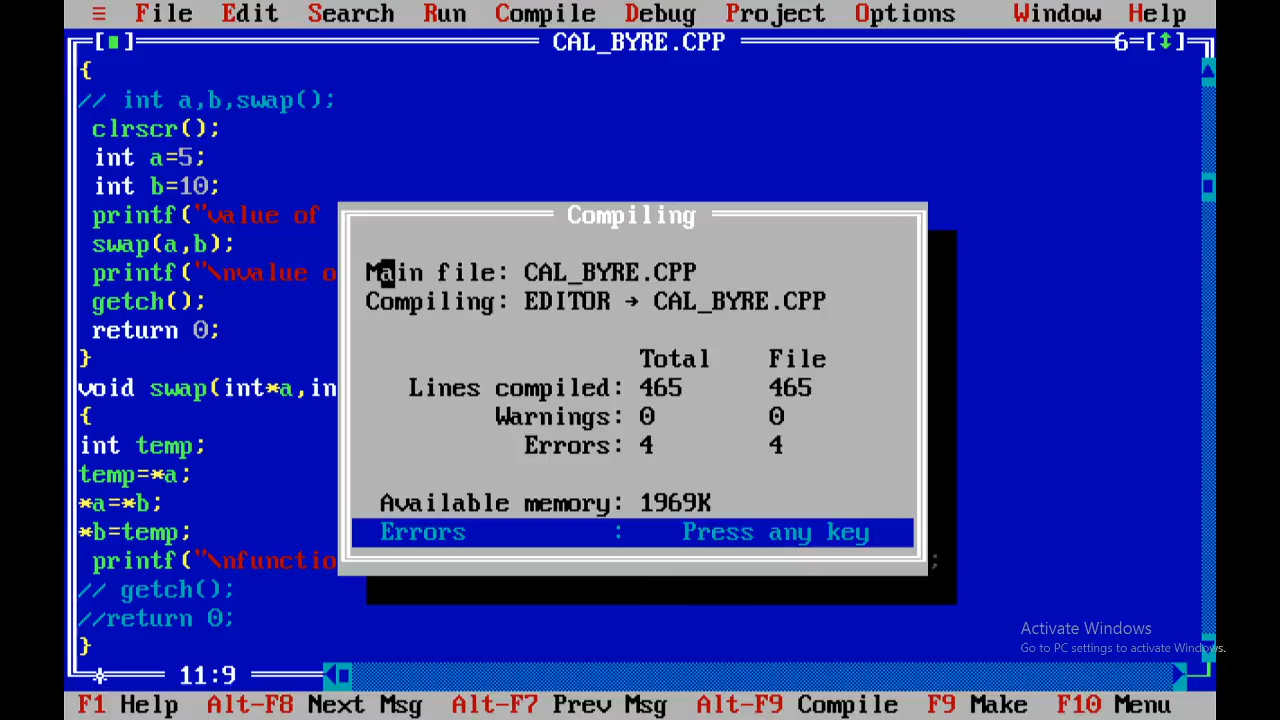 ≡ File Edit Search Run Compile Debug Project Options Window Help
[■] CAL_BYRE.CPP 6=[↕]
{
// int a,b,swap();
clrscr();
int a=5;
int b=10;
printf("value of
swap(a,b);
printf("\nvalue o
getch();
return 0;
}
void swap(int*a,in
{
int temp;
temp=*a;
*a=*b;
*b=temp;
printf("\nfunctio
;
// getch();
//return 0;
}
Compiling
Main file: CAL_BYRE.CPP
Compiling: EDITOR → CAL_BYRE.CPP
Total File
Lines compiled: 465 465
Warnings: 0 0
Errors: 4 4
Available memory: 1969K
Errors : Press any key
Activate Windows
Go to PC settings to activate Windows.
11:9
F1 Help Alt-F8 Next Msg Alt-F7 Prev Msg Alt-F9 Compile F9 Make F10 Menu